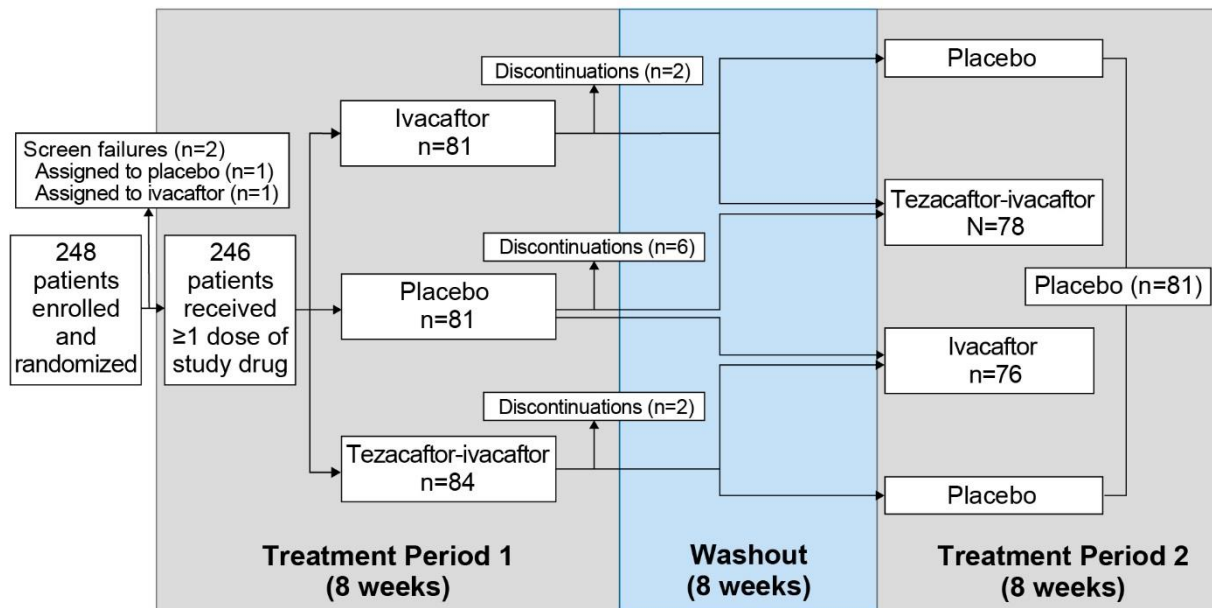 248
patients
enrolled
and
randomized
Screen failures (n=2)
Assigned to placebo (n=1)
Assigned to ivacaftor (n=1)
246
patients
received
≥1 dose of
study drug
Ivacaftor
n=81
Discontinuations (n=2)
Placebo
n=81
Discontinuations (n=6)
Tezacaftor-ivacaftor
n=84
Discontinuations (n=2)
Placebo
Tezacaftor-ivacaftor
N=78
Placebo (n=81)
Ivacaftor
n=76
Placebo
Treatment Period 1
(8 weeks)
Washout
(8 weeks)
Treatment Period 2
(8 weeks)